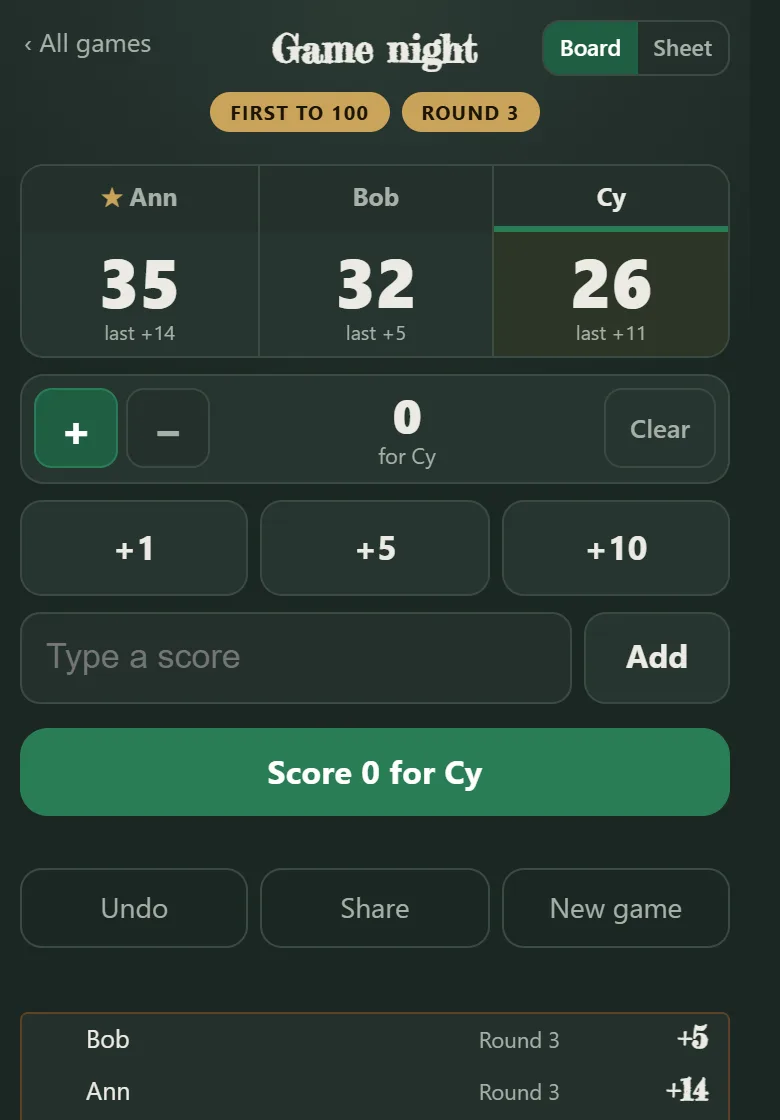 ‹ All games
Game night
Board Sheet
FIRST TO 100 ROUND 3
★ Ann Bob Cy
35 32 26
last +14 last +5 last +11
+ − 0 Clear
for Cy
+1 +5 +10
Type a score Add
Score 0 for Cy
Undo Share New game
Bob Round 3 +5
Ann Round 3 +14